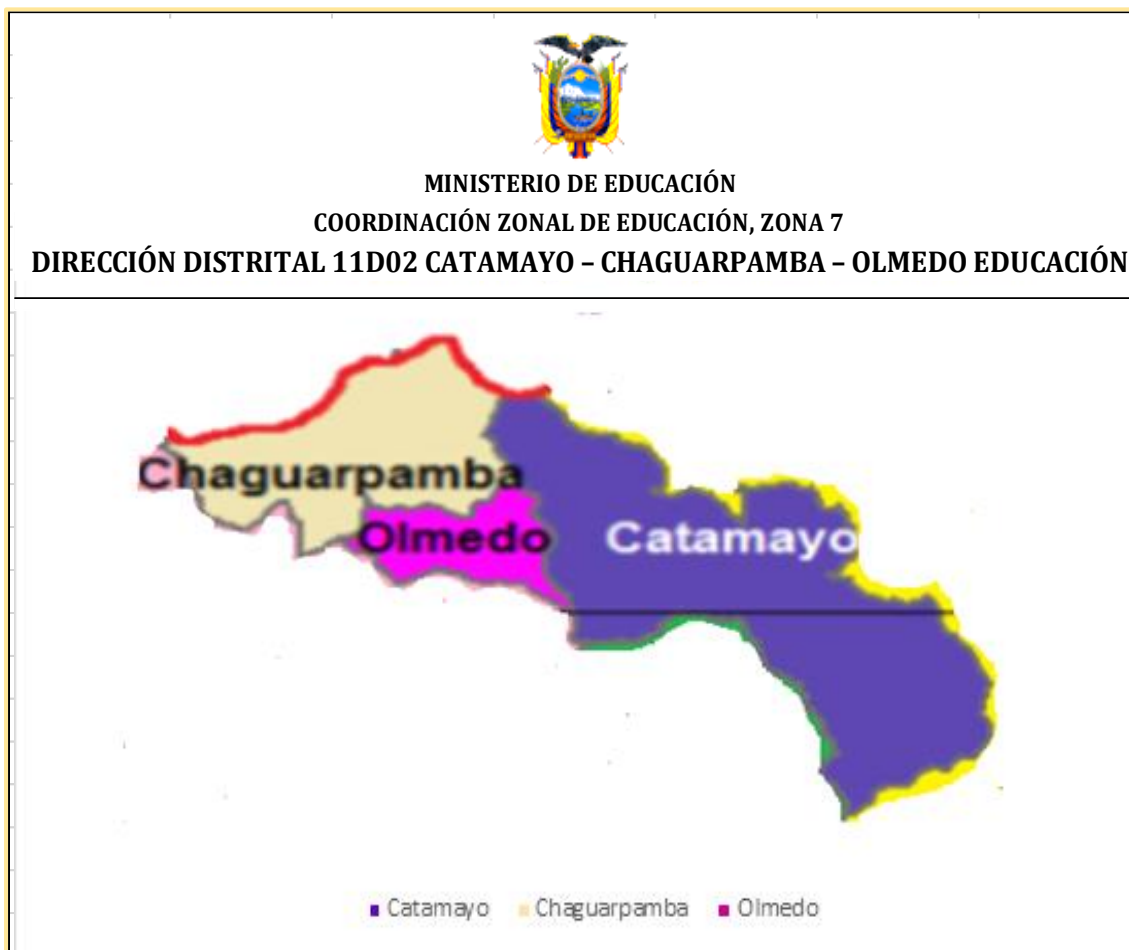 MINISTERIO DE EDUCACIÓN
COORDINACIÓN ZONAL DE EDUCACIÓN, ZONA 7
DIRECCIÓN DISTRITAL 11D02 CATAMAYO – CHAGUARPAMBA – OLMEDO EDUCACIÓN
Chaguarpamba
Olmedo Catamayo
Catamayo Chaguarpamba Olmedo